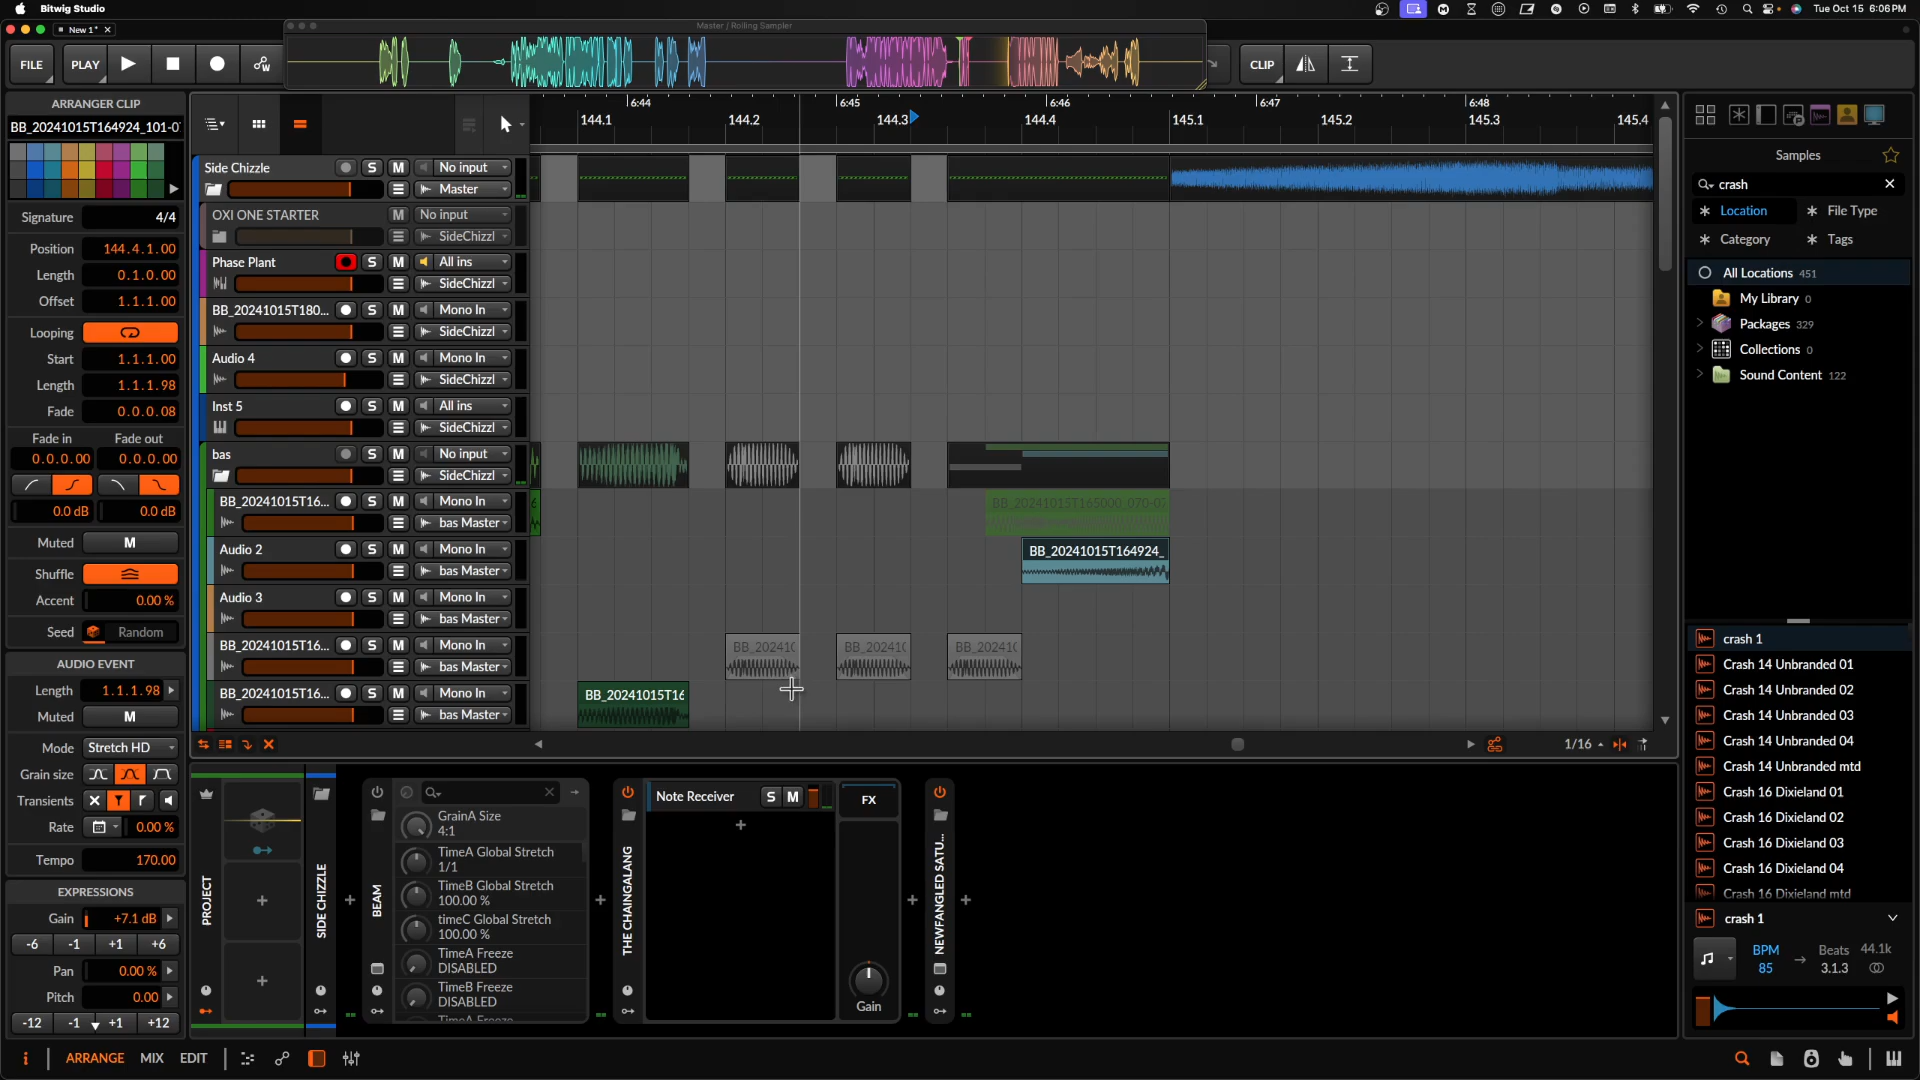 Bitwig Studio
Tue Oct 15 6:06PM
New 1*
Master / Rolling Sampler
FILE
PLAY
CLIP
ARRANGER CLIP
BB_20241015T164924_101-0
Signature 4/4
Position 144.4.1.00
Length 0.1.0.00
Offset 1.1.1.00
Looping
Start 1.1.1.00
Length 1.1.1.98
Fade 0.0.0.08
Fade in Fade out
0.0.0.00 0.0.0.00
0.0 dB 0.0 dB
Muted M
Shuffle
Accent 0.00 %
Seed Random
AUDIO EVENT
Length 1.1.1.98
Muted M
Mode Stretch HD
Grain size
Transients
Rate 0.00 %
Tempo 170.00
EXPRESSIONS
Gain +7.1 dB
-6 -1 +1 +6
Pan 0.00 %
Pitch 0.00
-12 -1 +1 +12
6:44 6:45 6:46 6:47 6:48
144.1 144.2 144.3 144.4 145.1 145.2 145.3 145.4
Side Chizzle S M No input
Master
OXI ONE STARTER M No input
SideChizzl
Phase Plant S M All ins
SideChizzl
BB_20241015T180... S M Mono In
SideChizzl
Audio 4 S M Mono In
SideChizzl
Inst 5 S M All ins
SideChizzl
bas S M No input
SideChizzl
BB_20241015T16... S M Mono In
bas Master
BB_20241015T165000-070-07
Audio 2 S M Mono In
bas Master
BB_20241015T164924_
Audio 3 S M Mono In
bas Master
BB_20241015T16... S M Mono In
bas Master
BB_20241C BB_20241C BB_20241C
BB_20241015T16... S M Mono In
bas Master
BB_20241015T16
1/16
PROJECT
SIDE CHIZZLE
BEAM
GrainA Size
4:1
TimeA Global Stretch
1/1
TimeB Global Stretch
100.00 %
timeC Global Stretch
100.00 %
TimeA Freeze
DISABLED
TimeB Freeze
DISABLED
TimeA Freeze
THE CHAINGALANG
Note Receiver S M
FX
Gain
NEWFANGLED SATU...
Samples
crash
Location File Type
Category Tags
All Locations 451
My Library 0
Packages 329
Collections 0
Sound Content 122
crash 1
Crash 14 Unbranded 01
Crash 14 Unbranded 02
Crash 14 Unbranded 03
Crash 14 Unbranded 04
Crash 14 Unbranded mtd
Crash 16 Dixieland 01
Crash 16 Dixieland 02
Crash 16 Dixieland 03
Crash 16 Dixieland 04
Crash 16 Dixieland mtd
crash 1
BPM Beats 44.1k
85 3.1.3
i ARRANGE MIX EDIT